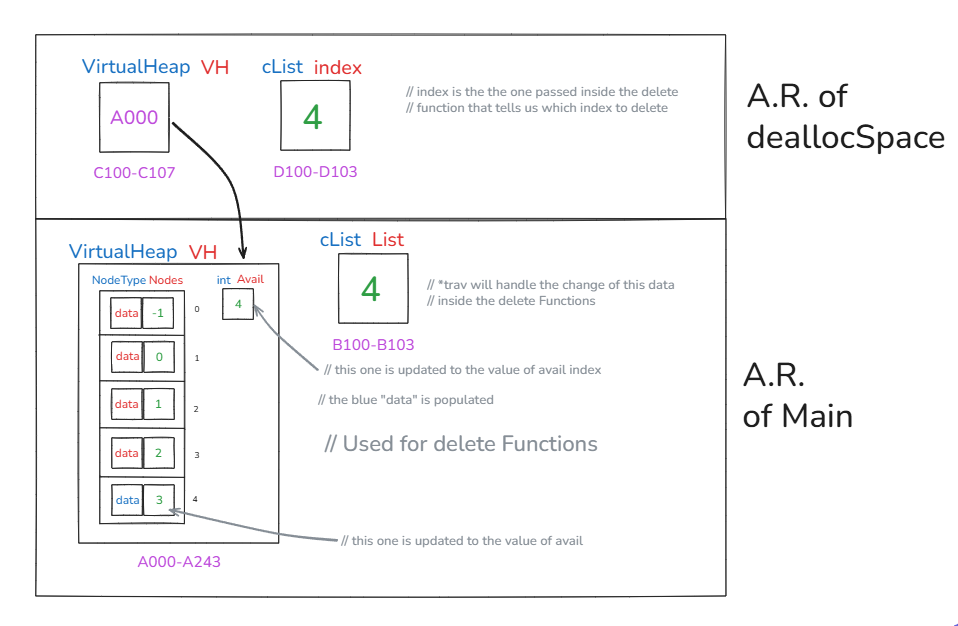 VirtualHeap VH
cList index
// index is the the one passed inside the delete
// function that tells us which index to delete
A000
4
C100-C107
D100-D103
A.R. of
deallocSpace
VirtualHeap VH
cList List
NodeType Nodes
int Avail
4
4
// *trav will handle the change of this data
// inside the delete Functions
B100-B103
data -1 0
data 0 1
data 1 2
data 2 3
data 3 4
// this one is updated to the value of avail index
// the blue "data" is populated
// Used for delete Functions
// this one is updated to the value of avail
A000-A243
A.R.
of Main